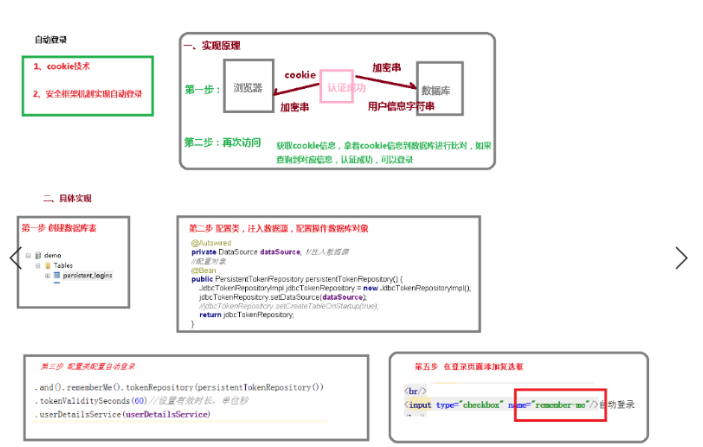 自动登录
1、cookie技术
2、安全框架机制实现自动登录
一、实现原理
第一步：
浏览器
cookie
加密串
认证成功
加密串
用户信息字符串
数据库
第二步：再次访问
获取cookie信息，拿着cookie信息到数据库进行比对，如果
查询到对应信息，认证成功，可以登录
二、具体实现
第一步 创建数据库表
demo
Tables
persistent_logins
第二步 配置类，注入数据源，配置操作数据库对象
@Autowired
private DataSource dataSource; //注入数据源
//配置对象
@Bean
public PersistentTokenRepository persistentTokenRepository() {
JdbcTokenRepositoryImpl jdbcTokenRepository = new JdbcTokenRepositoryImpl();
jdbcTokenRepository.setDataSource(dataSource);
//jdbcTokenRepository.setCreateTableOnStartup(true);
return jdbcTokenRepository;
}
第三步 配置类配置自动登录
.and().rememberMe().tokenRepository(persistentTokenRepository())
.tokenValiditySeconds(60)//设置有效时长，单位秒
.userDetailsService(userDetailsService)
第五步 在登录页面添加复选框
<br/>
<input type="checkbox" name="remember-me"/>自动登录